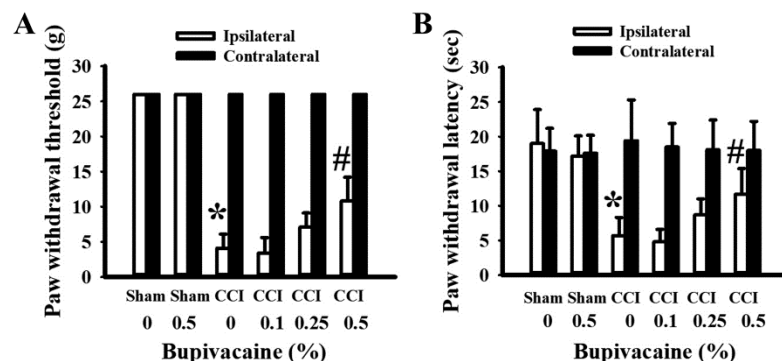 A
Ipsilateral
Contralateral
Paw withdrawal threshold (g)
30
25
20
15
10
5
0
*
#
Sham Sham CCI CCI CCI CCI
0 0.5 0 0.1 0.25 0.5
Bupivacaine (%)
B
Ipsilateral
Contralateral
Paw withdrawal latency (sec)
30
25
20
15
10
5
0
*
#
Sham Sham CCI CCI CCI CCI
0 0.5 0 0.1 0.25 0.5
Bupivacaine (%)